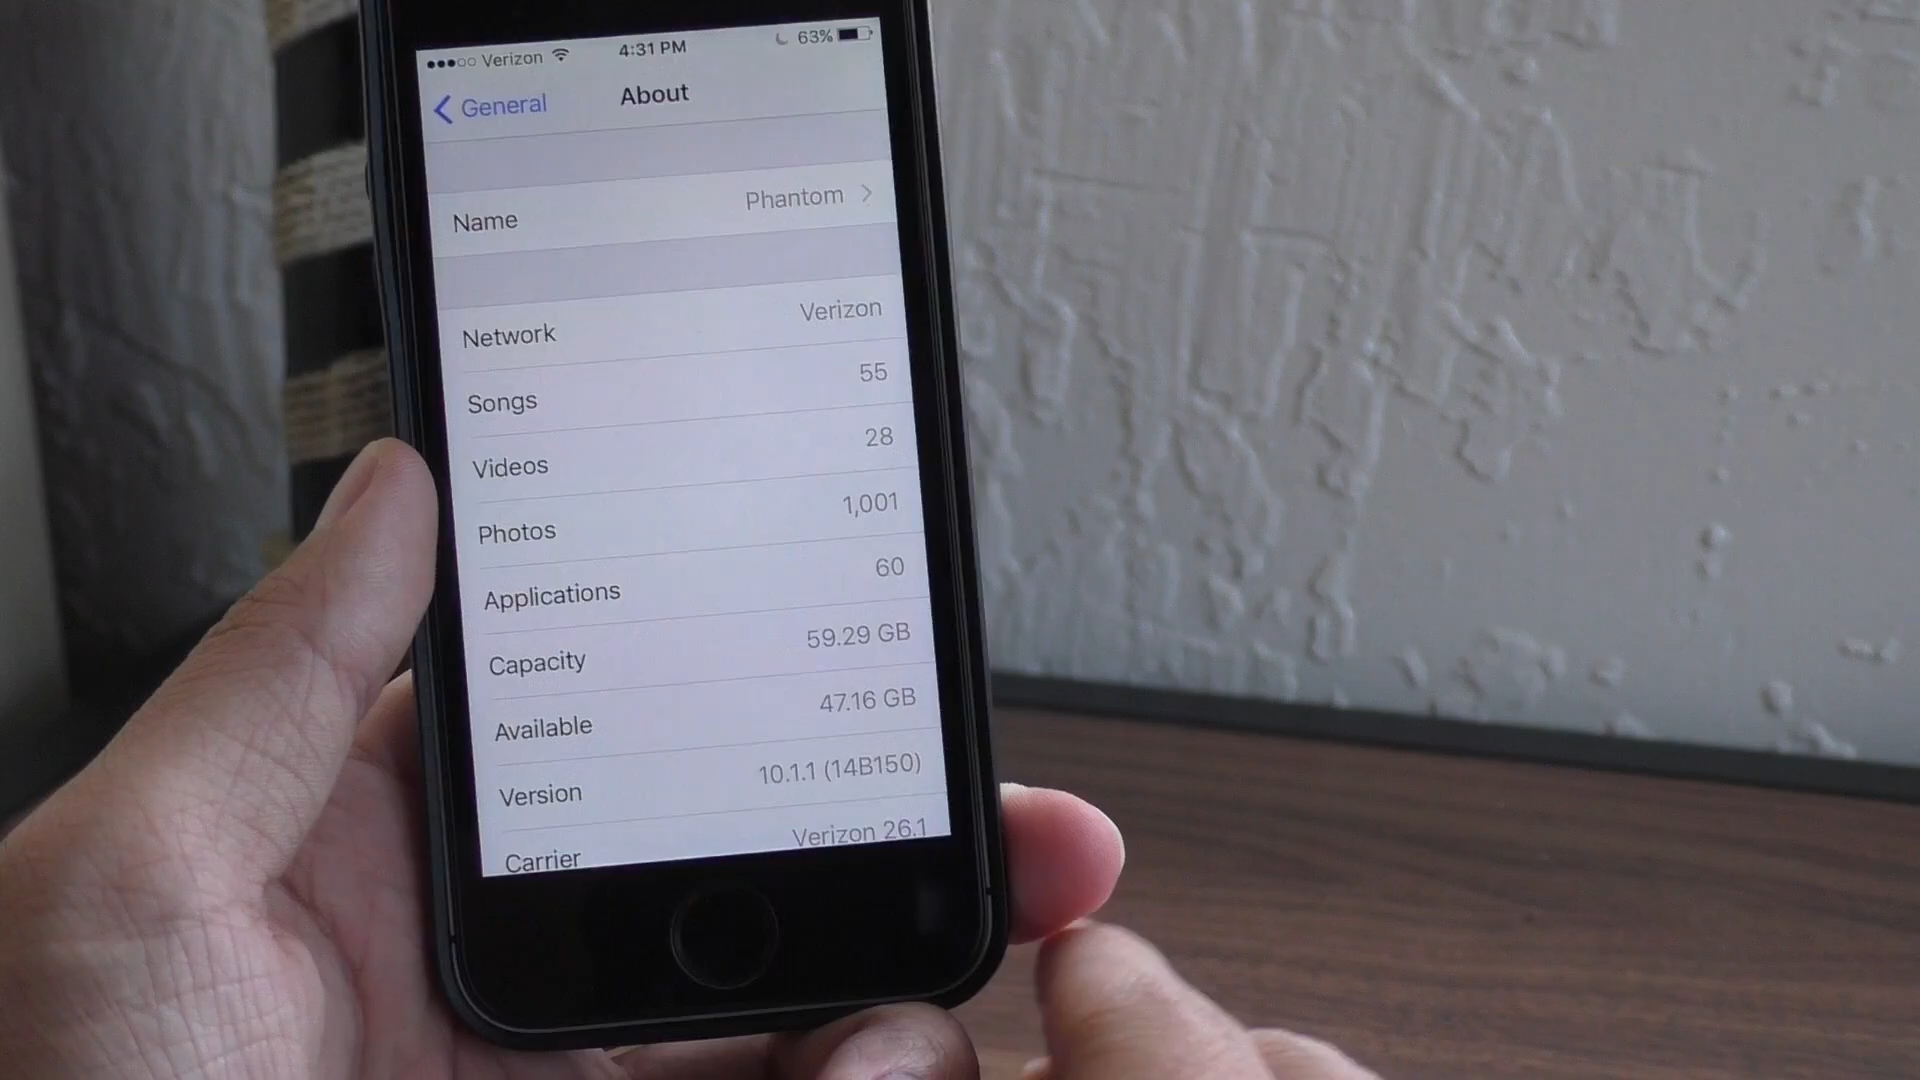 Verizon 4:31 PM 63%
General About
Name Phantom
Network Verizon
Songs 55
Videos 28
Photos 1,001
Applications 60
Capacity 59.29 GB
Available 47.16 GB
Version 10.1.1 (14B150)
Carrier Verizon 26.1